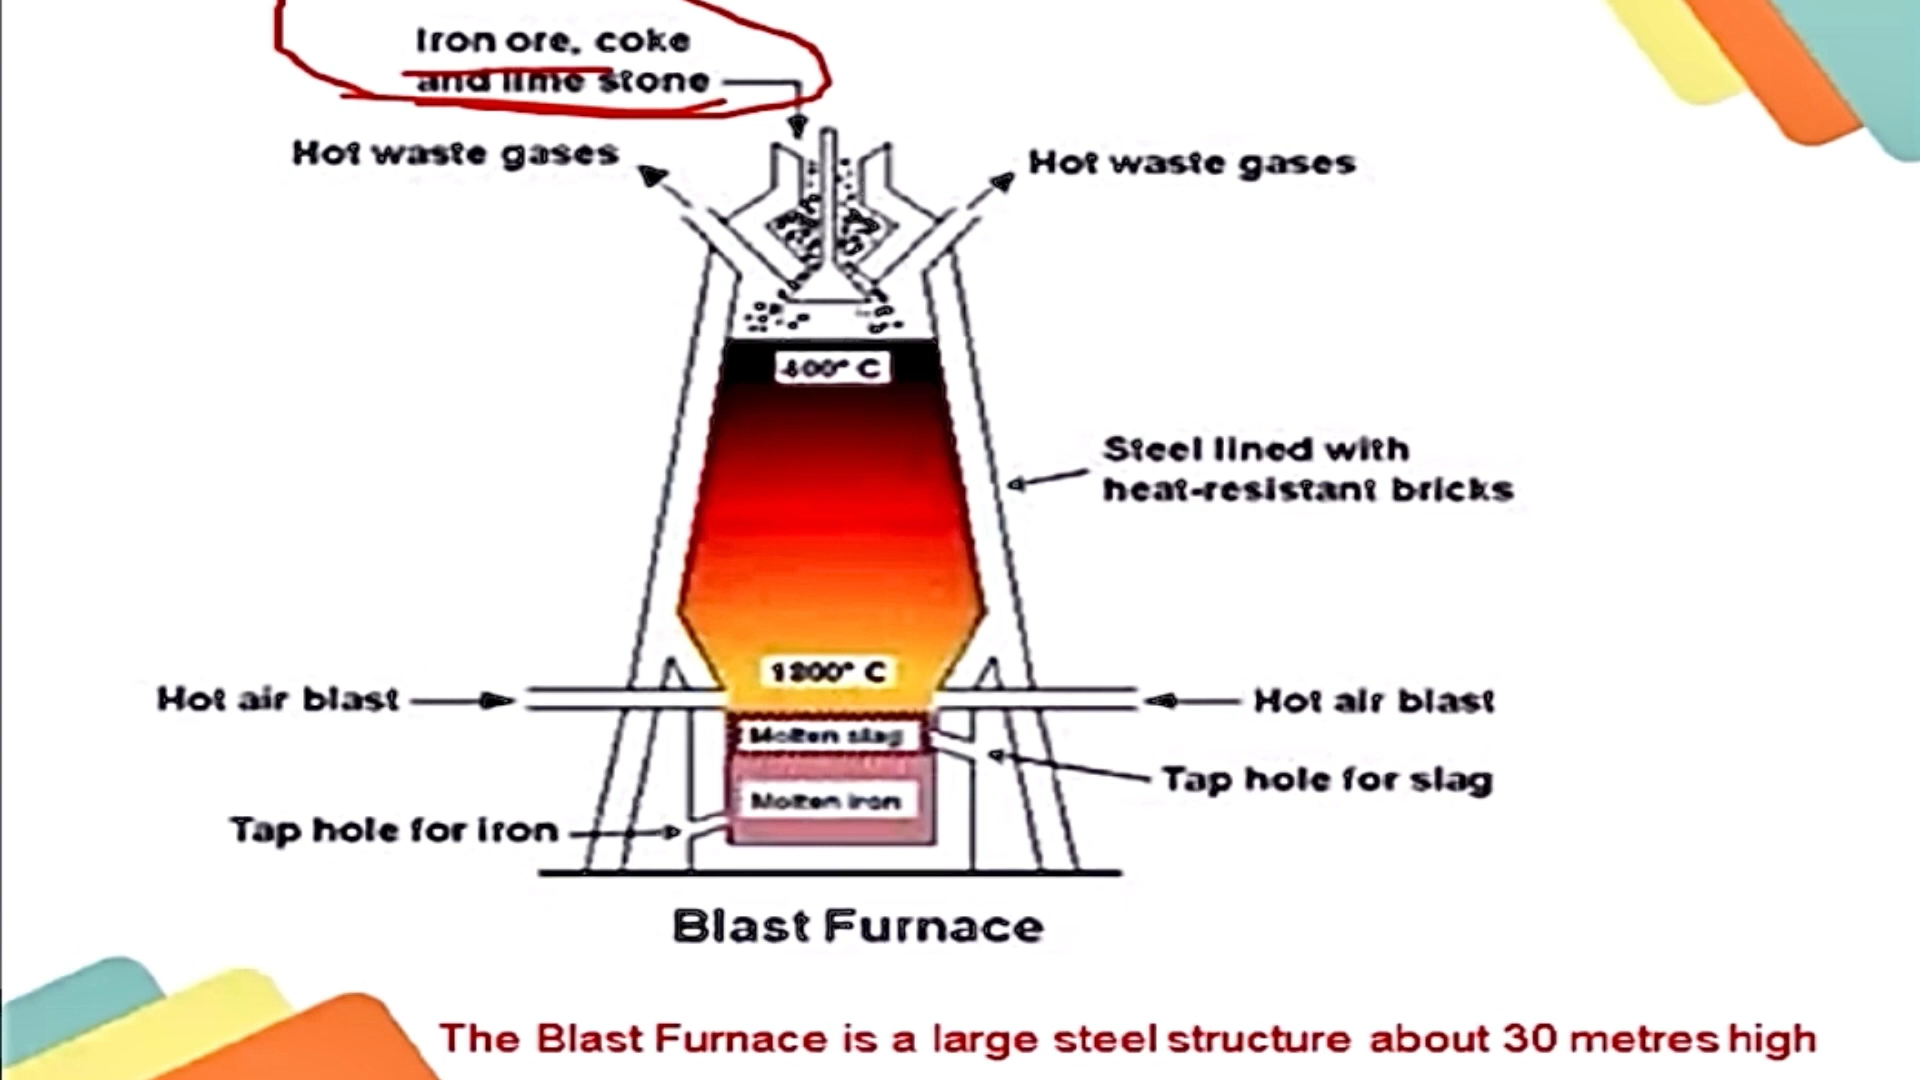 Iron ore, coke
and lime stone
Hot waste gases
Hot waste gases
400° C
Steel lined with
heat-resistant bricks
1800° C
Hot air blast
Hot air blast
Molten slag
Tap hole for slag
Molten iron
Tap hole for iron
Blast Furnace
The Blast Furnace is a large steel structure about 30 metres high